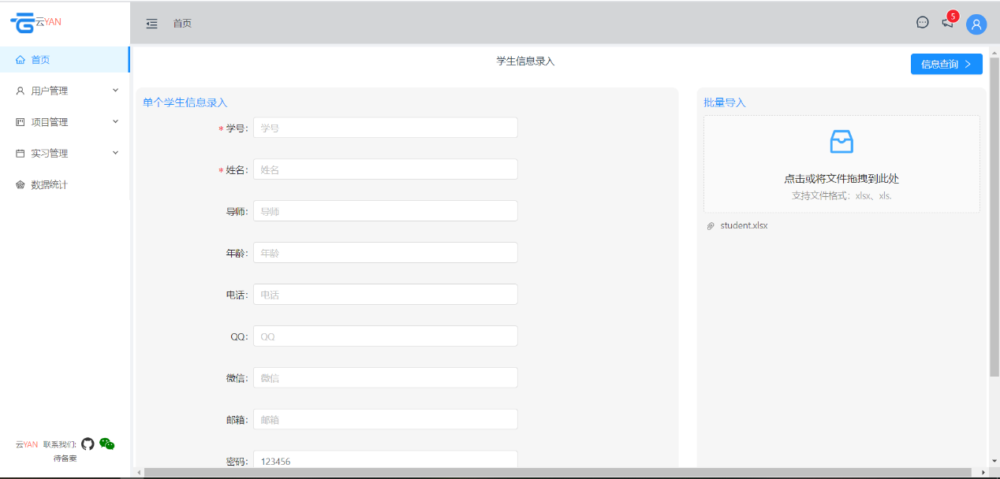 云YAN
首页
5
首页
用户管理
项目管理
实习管理
数据统计
学生信息录入
信息查询
单个学生信息录入
* 学号: 学号
* 姓名: 姓名
导师: 导师
年龄: 年龄
电话: 电话
QQ: QQ
微信: 微信
邮箱: 邮箱
密码: 123456
批量导入
点击或将文件拖拽到此处
支持文件格式: xlsx、xls.
student.xlsx
云YAN 联系我们:
待备案